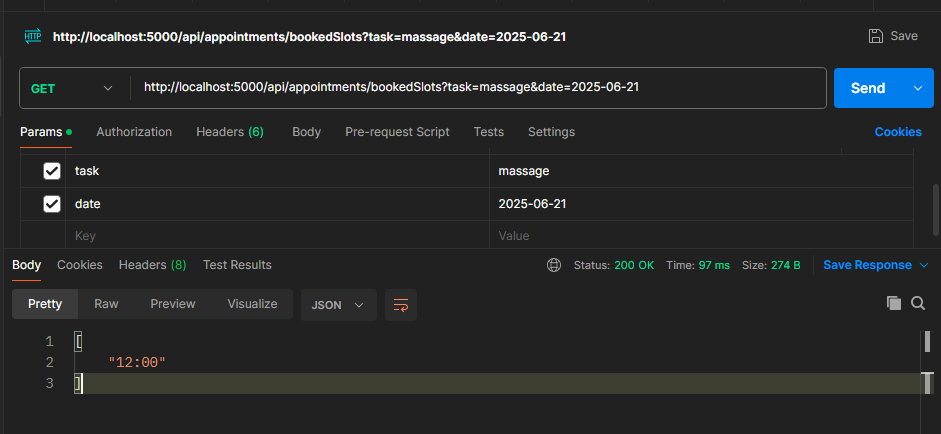 HTTP http://localhost:5000/api/appointments/bookedSlots?task=massage&date=2025-06-21 Save
GET http://localhost:5000/api/appointments/bookedSlots?task=massage&date=2025-06-21 Send
Params Authorization Headers (6) Body Pre-request Script Tests Settings Cookies
task massage
date 2025-06-21
Key Value
Body Cookies Headers (8) Test Results Status: 200 OK Time: 97 ms Size: 274 B Save Response
Pretty Raw Preview Visualize JSON
1 [
2 "12:00"
3 ]